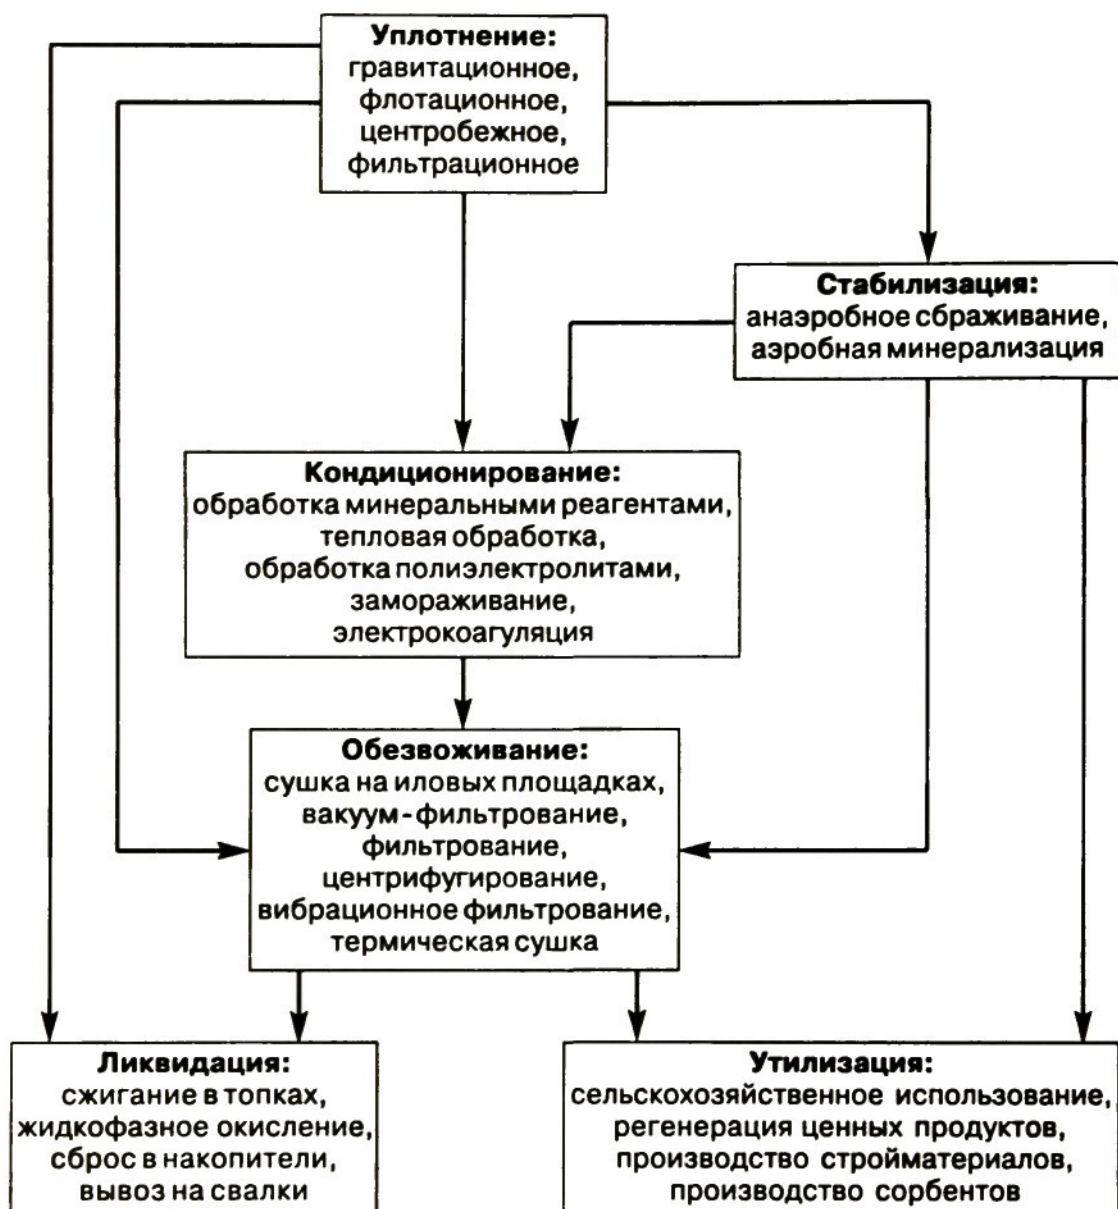 Уплотнение:
гравитационное,
флотационное,
центробежное,
фильтрационное
Стабилизация:
анаэробное сбраживание,
аэробная минерализация
Кондиционирование:
обработка минеральными реагентами,
тепловая обработка,
обработка полиэлектролитами,
замораживание,
электрокоагуляция
Обезвоживание:
сушка на иловых площадках,
вакуум-фильтрование,
фильтрование,
центрифугирование,
вибрационное фильтрование,
термическая сушка
Ликвидация:
сжигание в топках,
жидкофазное окисление,
сброс в накопители,
вывоз на свалки
Утилизация:
сельскохозяйственное использование,
регенерация ценных продуктов,
производство стройматериалов,
производство сорбентов